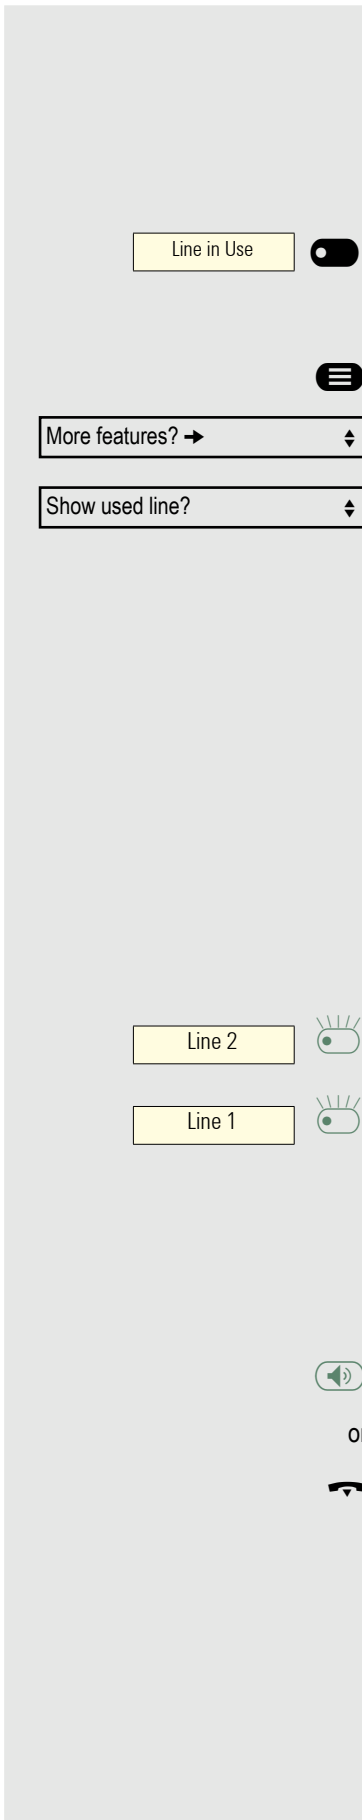 Line in Use
More features? →
Show used line?
Line 2
Line 1
or